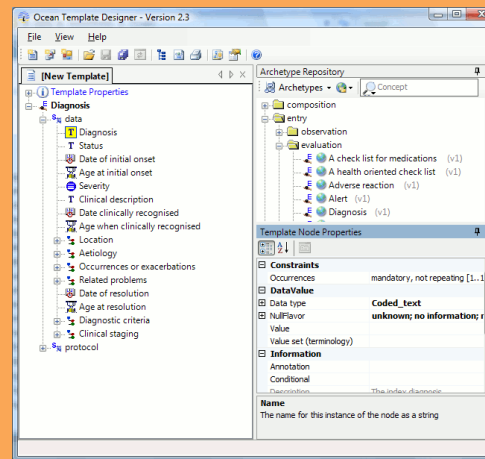 Ocean Template Designer - Version 2.3
File View Help
[New Template]
Template Properties
Diagnosis
data
T Diagnosis
T Status
Date of initial onset
Age at initial onset
Severity
T Clinical description
Date clinically recognised
Age when clinically recognised
Location
Aetiology
Occurrences or exacerbations
Related problems
Date of resolution
Age at resolution
Diagnostic criteria
Clinical staging
protocol
Archetype Repository
Archetypes Concept
composition
entry
observation
evaluation
A check list for medications (v1)
A health oriented check list (v1)
Adverse reaction (v1)
Alert (v1)
Diagnosis (v1)
Template Node Properties
Constraints
Occurrences mandatory, not repeating [1..1
DataValue
Data type Coded_text
NullFlavor unknown; no information; r
Value
Value set (terminology)
Information
Annotation
Conditional
Description The index diagnosis
Name
The name for this instance of the node as a string